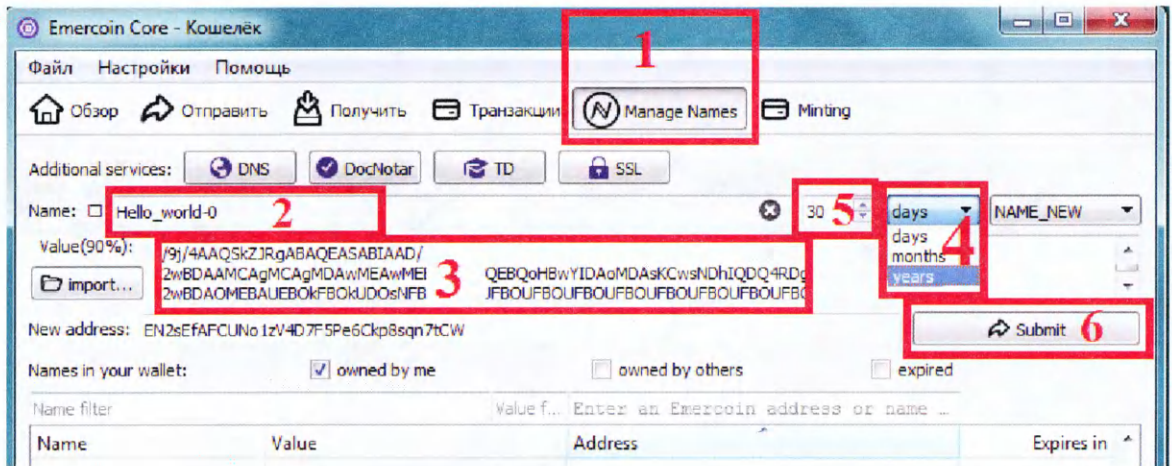 Emercoin Core - Кошелёк
1
Файл Настройки Помощь
Обзор Отправить Получить Транзакции Manage Names Minting
Additional services: DNS DocNotar TD SSL
Name: Hello_world-0 2 30 5 days 4 NAME_NEW
days
months
years
Value(90%): /9j/4AAQSkZJRgABAQEASABIAAD/
2wBDAAMCAgMCAgMDAwMEAwMEI 3 QEBQoHBwYIDAoMDAsKCwsNDhIQDQ4RDg
import... 2wBDAOMEBAUEBOkFBOkUDOsNFB JFBOUFBOUFBOUFBOUFBOUFBOUFBO
New address: EN2sEfAFCUNo1zV4D7F5Pe6Ckp8sqn7tCW
Submit 6
Names in your wallet: owned by me owned by others expired
Name filter Value f... Enter an Emercoin address or name ...
Name Value Address Expires in